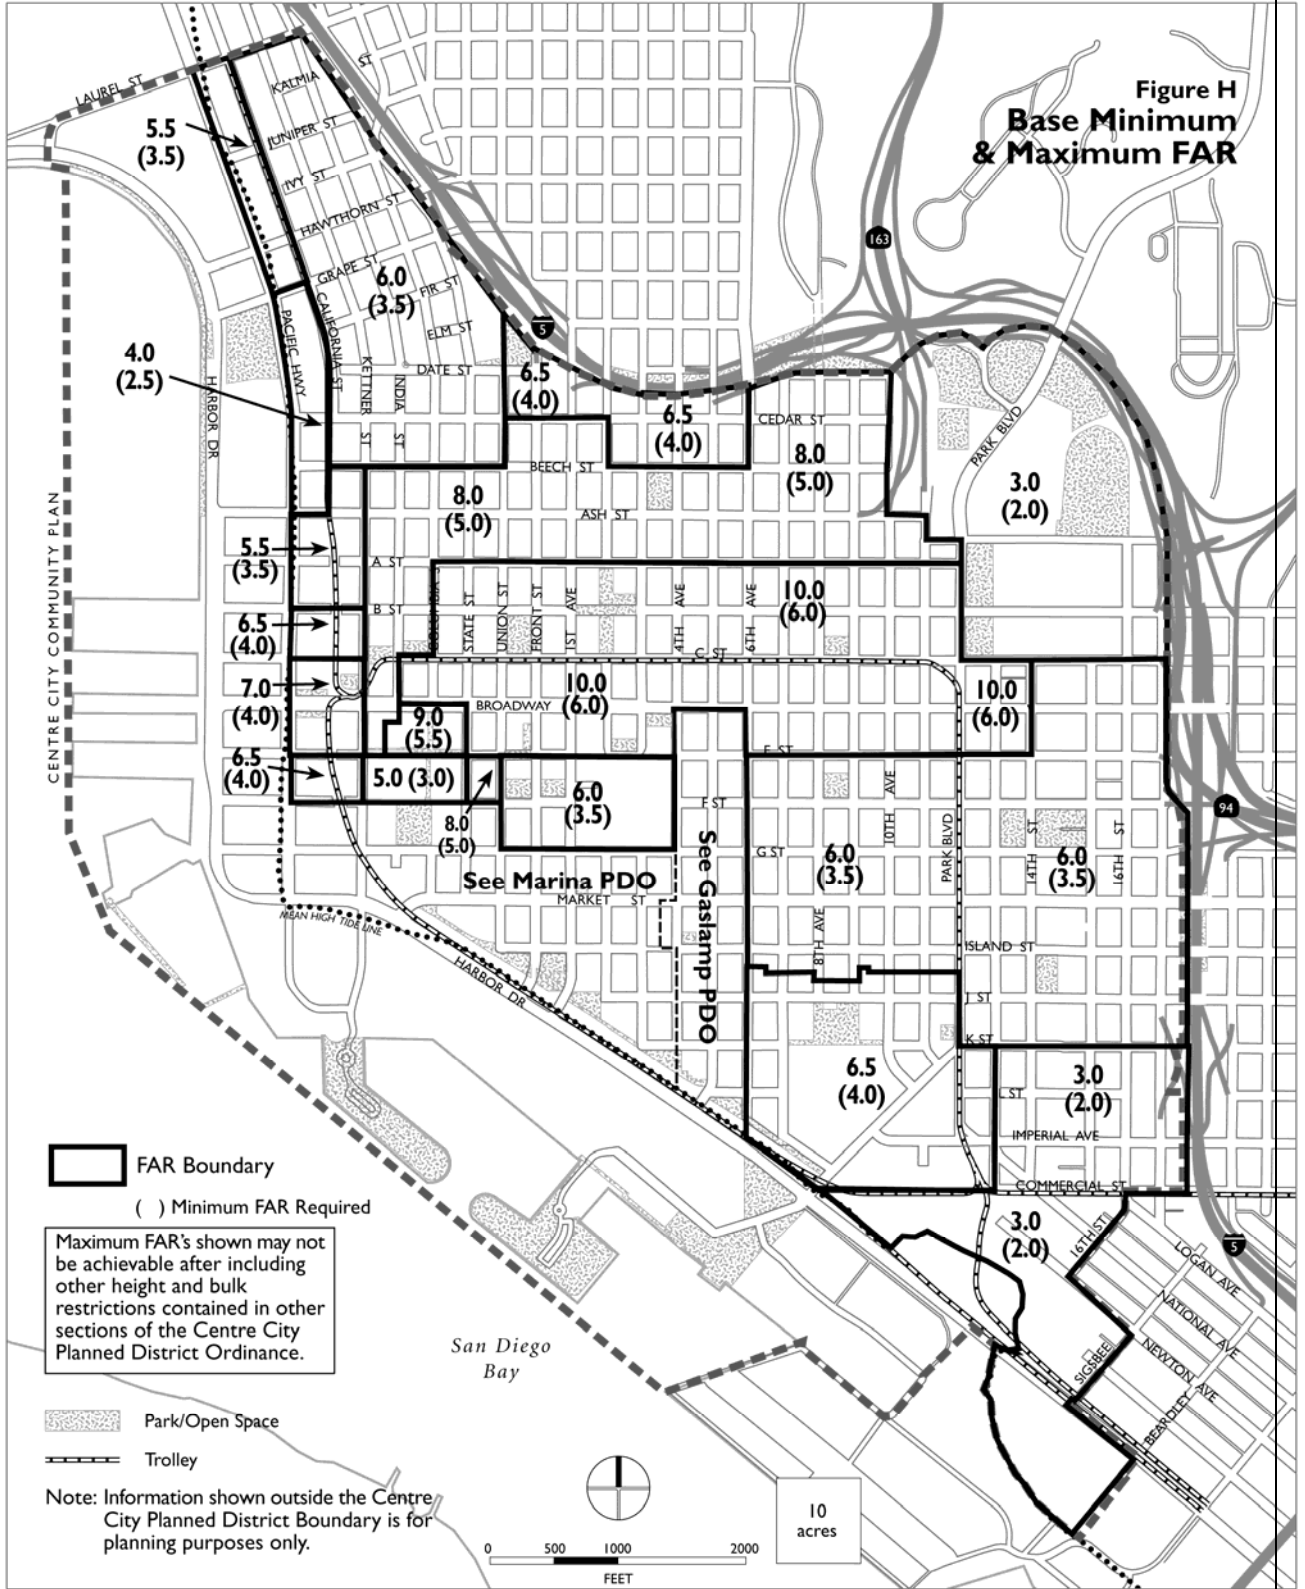 Figure H
Base Minimum
& Maximum FAR
LAUREL ST
KALMIA
ST
JUNIPER ST
IVY ST
HAWTHORN ST
GRAPE ST
FIR ST
ELM ST
DATE ST
5.5
(3.5)
6.0
(3.5)
163
5
4.0
(2.5)
PACIFIC HWY
CALIFORNIA ST
KETTNER ST
INDIA ST
HARBOR DR
6.5
(4.0)
6.5
(4.0)
CEDAR ST
8.0
(5.0)
PARK BLVD
3.0
(2.0)
BEECH ST
8.0
(5.0)
ASH ST
CENTRE CITY COMMUNITY PLAN
5.5
(3.5)
A ST
B ST
COLUMBIA
STATE ST
UNION ST
FRONT ST
1ST AVE
4TH AVE
6TH AVE
10.0
(6.0)
6.5
(4.0)
C ST
7.0
(4.0)
10.0
(6.0)
BROADWAY
10.0
(6.0)
9.0
(5.5)
E ST
6.5
(4.0)
5.0 (3.0)
8.0
(5.0)
6.0
(3.5)
F ST
10TH AVE
PARK BLVD
14TH ST
16TH ST
94
G ST
6.0
(3.5)
6.0
(3.5)
See Marina PDO
See Gaslamp PDO
MARKET ST
MEAN HIGH TIDE LINE
8TH AVE
ISLAND ST
HARBOR DR
J ST
K ST
6.5
(4.0)
L ST
3.0
(2.0)
IMPERIAL AVE
COMMERCIAL ST
3.0
(2.0)
16TH ST
5
LOGAN AVE
NATIONAL AVE
NEWTON AVE
SIGSBEE
BEARDLEY
FAR Boundary
( ) Minimum FAR Required
Maximum FAR's shown may not
be achievable after including
other height and bulk
restrictions contained in other
sections of the Centre City
Planned District Ordinance.
San Diego
Bay
Park/Open Space
Trolley
Note: Information shown outside the Centre
City Planned District Boundary is for
planning purposes only.
0 500 1000 2000
FEET
10
acres